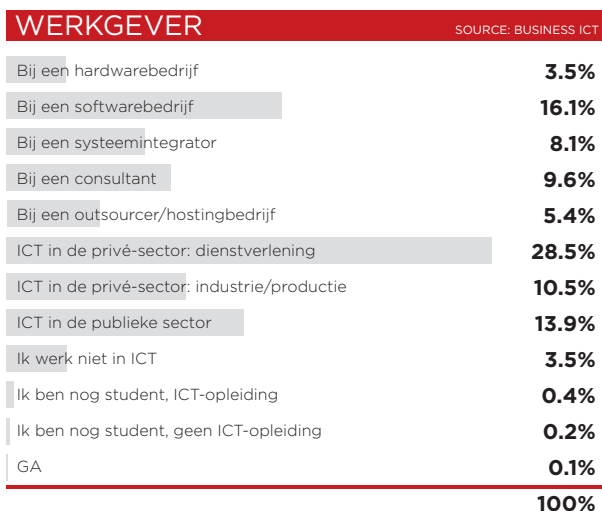 WERKGEVER SOURCE: BUSINESS ICT
Bij een hardwarebedrijf 3.5%
Bij een softwarebedrijf 16.1%
Bij een systeemintegrator 8.1%
Bij een consultant 9.6%
Bij een outsourcer/hostingbedrijf 5.4%
ICT in de privé-sector: dienstverlening 28.5%
ICT in de privé-sector: industrie/productie 10.5%
ICT in de publieke sector 13.9%
Ik werk niet in ICT 3.5%
Ik ben nog student, ICT-opleiding 0.4%
Ik ben nog student, geen ICT-opleiding 0.2%
GA 0.1%
100%